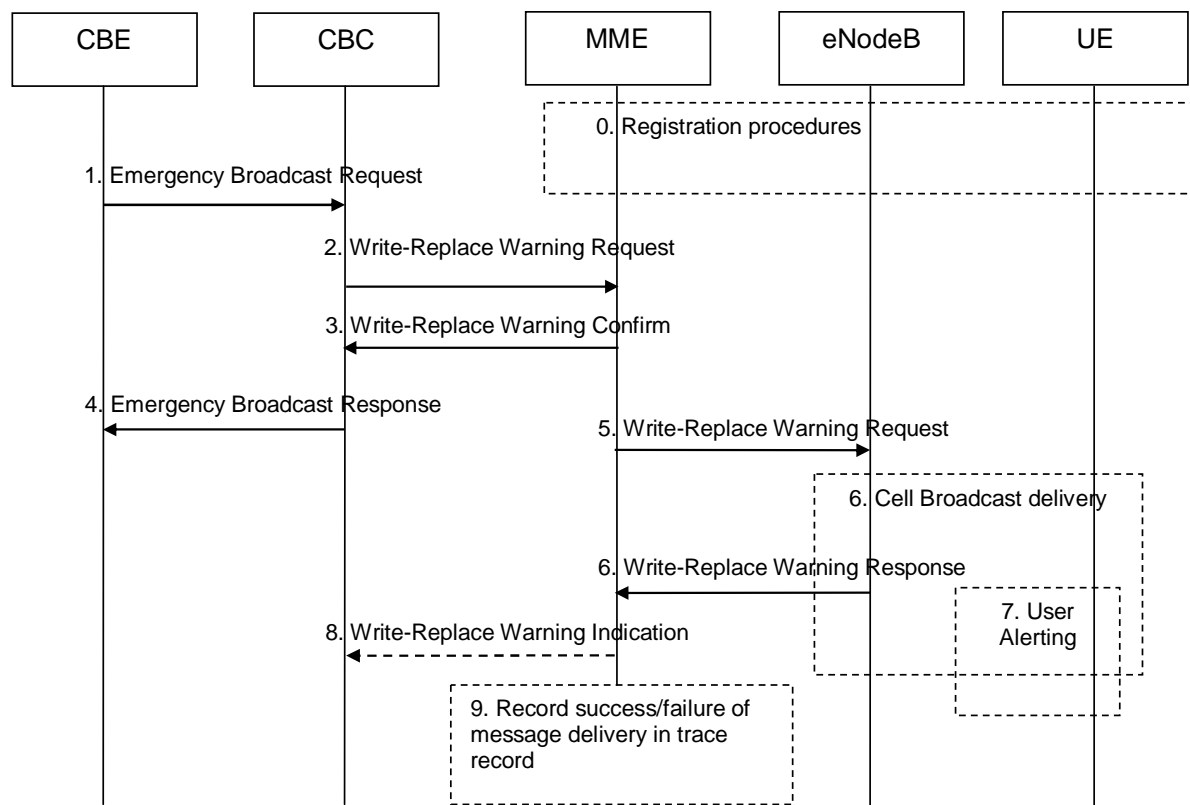 CBE
CBC
MME
eNodeB
UE
0. Registration procedures
1. Emergency Broadcast Request
2. Write-Replace Warning Request
3. Write-Replace Warning Confirm
4. Emergency Broadcast Response
5. Write-Replace Warning Request
6. Cell Broadcast delivery
6. Write-Replace Warning Response
7. User
Alerting
8. Write-Replace Warning Indication
9. Record success/failure of
message delivery in trace
record